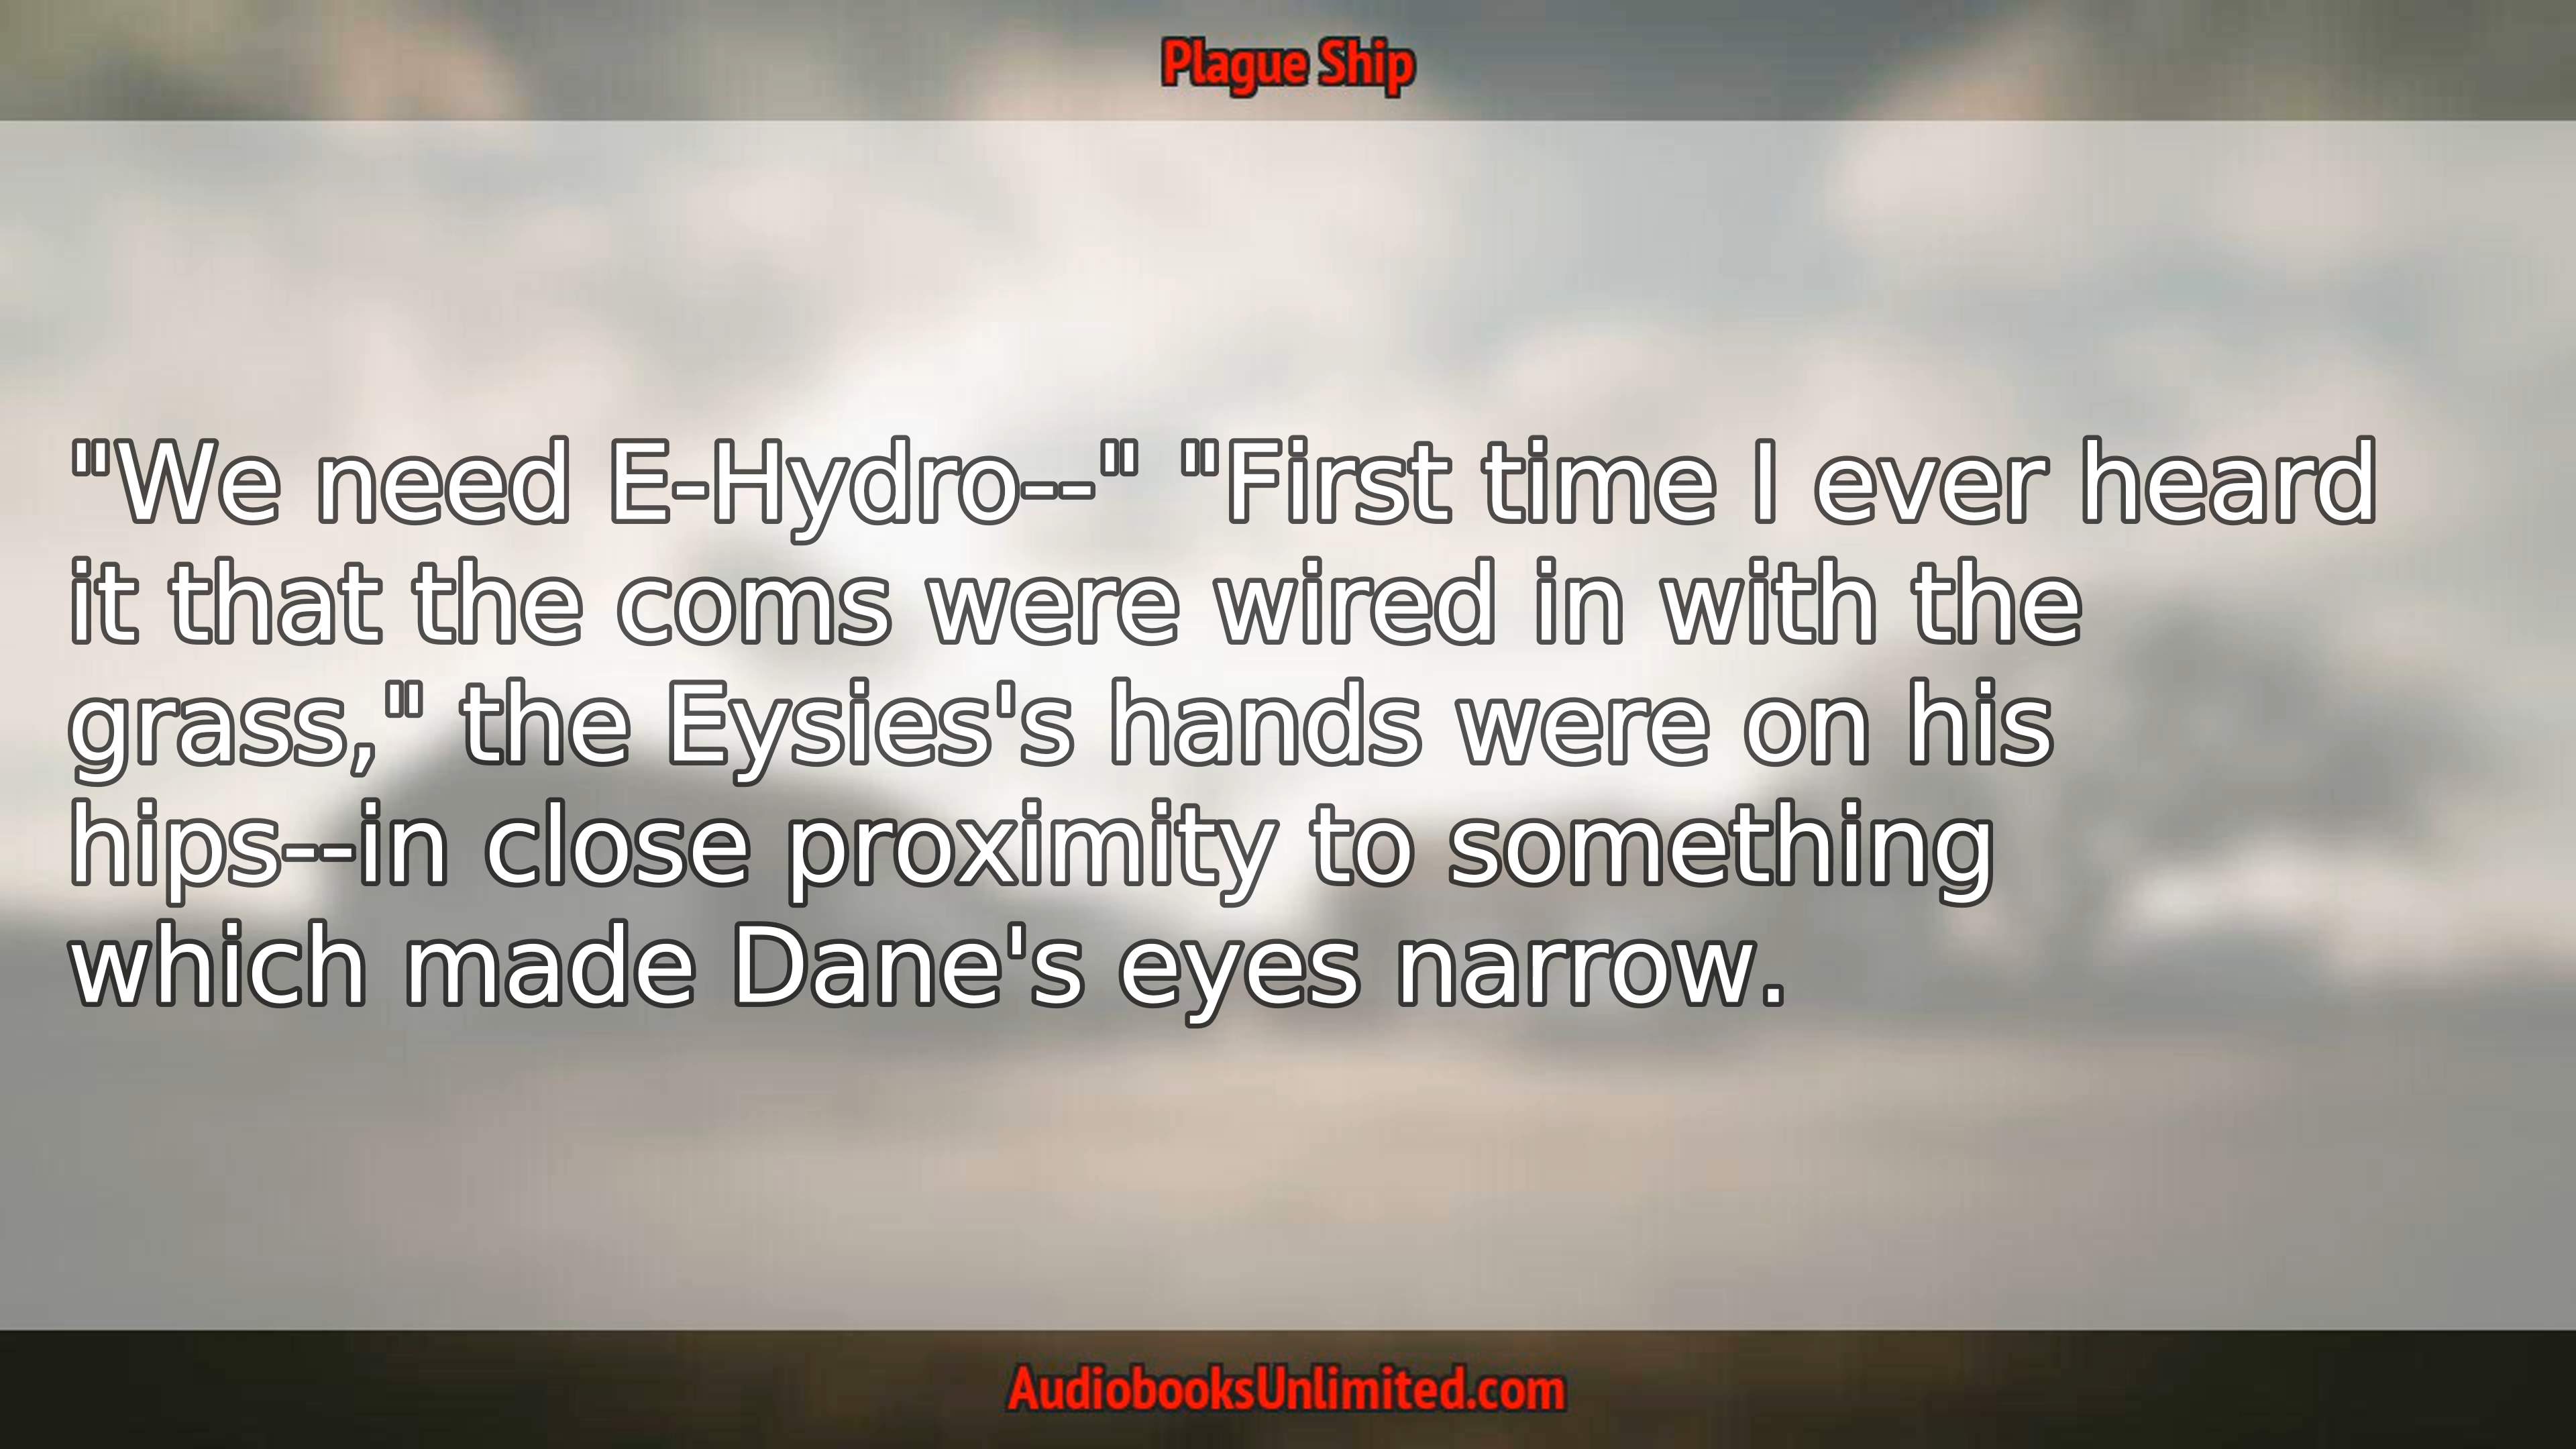 Plague Ship
"We need E-Hydro--" "First time I ever heard
it that the coms were wired in with the
grass," the Eysies's hands were on his
hips--in close proximity to something
which made Dane's eyes narrow.
AudiobooksUnlimited.com